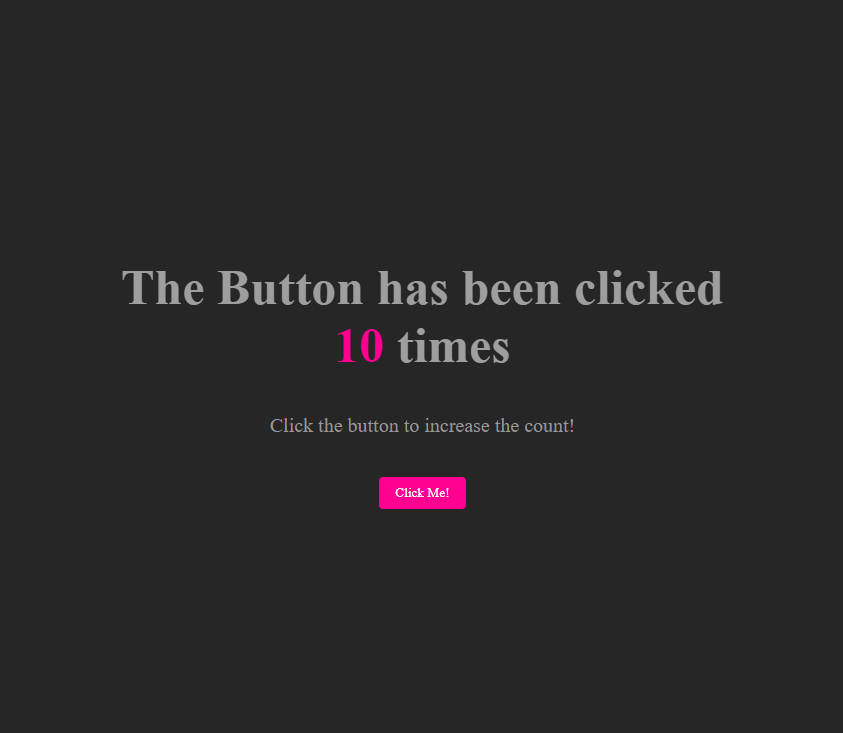 The Button has been clicked
10 times
Click the button to increase the count!
Click Me!